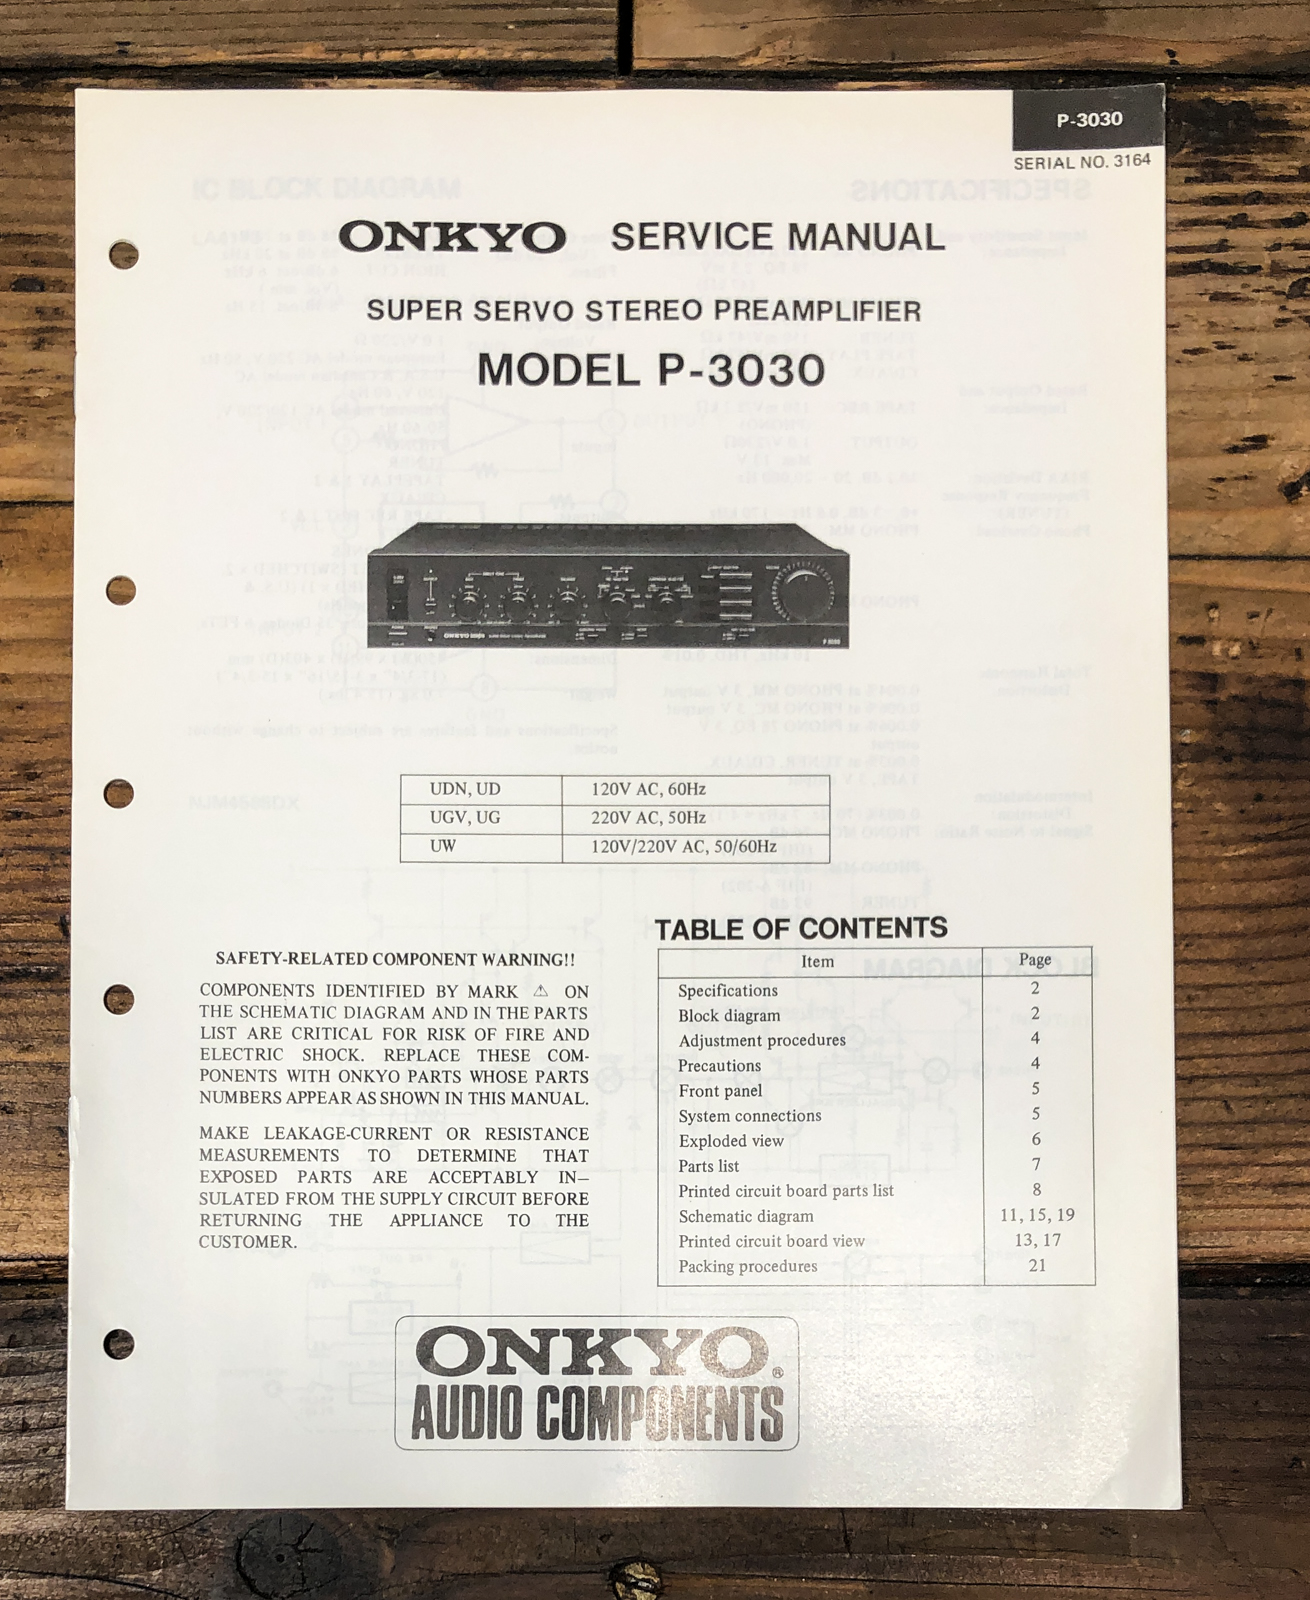 P-3030
SERIAL NO. 3164
ONKYO SERVICE MANUAL
SUPER SERVO STEREO PREAMPLIFIER
MODEL P-3030
UDN, UD 120V AC, 60Hz
UGV, UG 220V AC, 50Hz
UW 120V/220V AC, 50/60Hz
SAFETY-RELATED COMPONENT WARNING!!
COMPONENTS IDENTIFIED BY MARK ⚠ ON
THE SCHEMATIC DIAGRAM AND IN THE PARTS
LIST ARE CRITICAL FOR RISK OF FIRE AND
ELECTRIC SHOCK. REPLACE THESE COM-
PONENTS WITH ONKYO PARTS WHOSE PARTS
NUMBERS APPEAR AS SHOWN IN THIS MANUAL.
MAKE LEAKAGE-CURRENT OR RESISTANCE
MEASUREMENTS TO DETERMINE THAT
EXPOSED PARTS ARE ACCEPTABLY IN–
SULATED FROM THE SUPPLY CIRCUIT BEFORE
RETURNING THE APPLIANCE TO THE
CUSTOMER.
TABLE OF CONTENTS
Item Page
Specifications 2
Block diagram 2
Adjustment procedures 4
Precautions 4
Front panel 5
System connections 5
Exploded view 6
Parts list 7
Printed circuit board parts list 8
Schematic diagram 11, 15, 19
Printed circuit board view 13, 17
Packing procedures 21
ONKYO®
AUDIO COMPONENTS